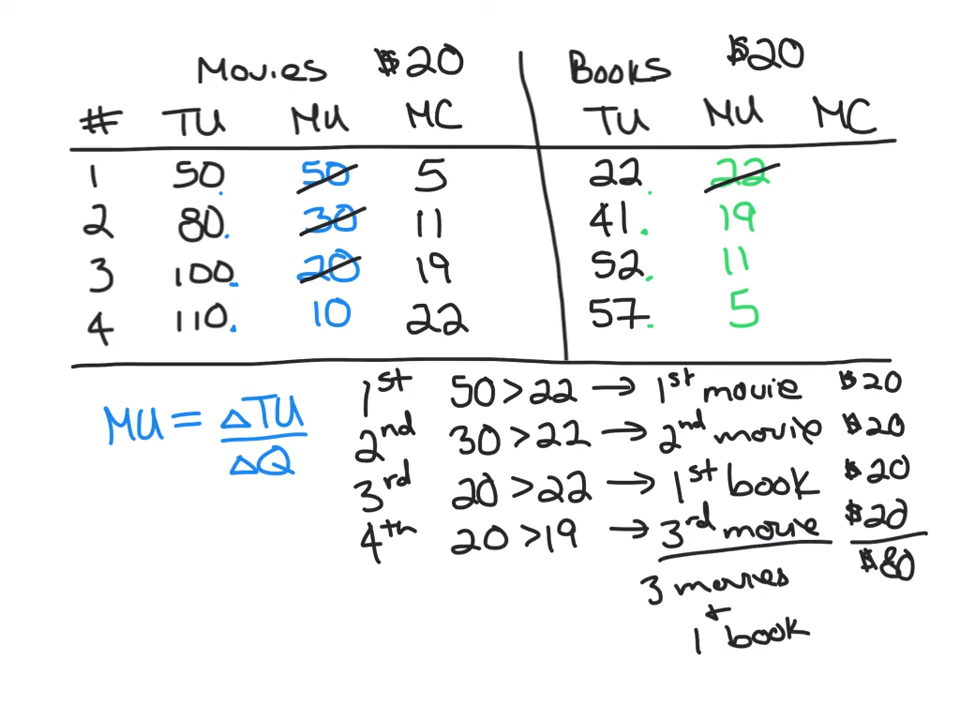 Movies $20 Books $20
# TU MU MC TU MU MC
1 50 50 5 22 22
2 80 30 11 41 19
3 100 20 19 52 11
4 110 10 22 57 5
MU = ΔTU / ΔQ
1st 50 > 22 → 1st movie $20
2nd 30 > 22 → 2nd movie $20
3rd 20 > 22 → 1st book $20
4th 20 > 19 → 3rd movie $20
3 movies $80
+
1 book